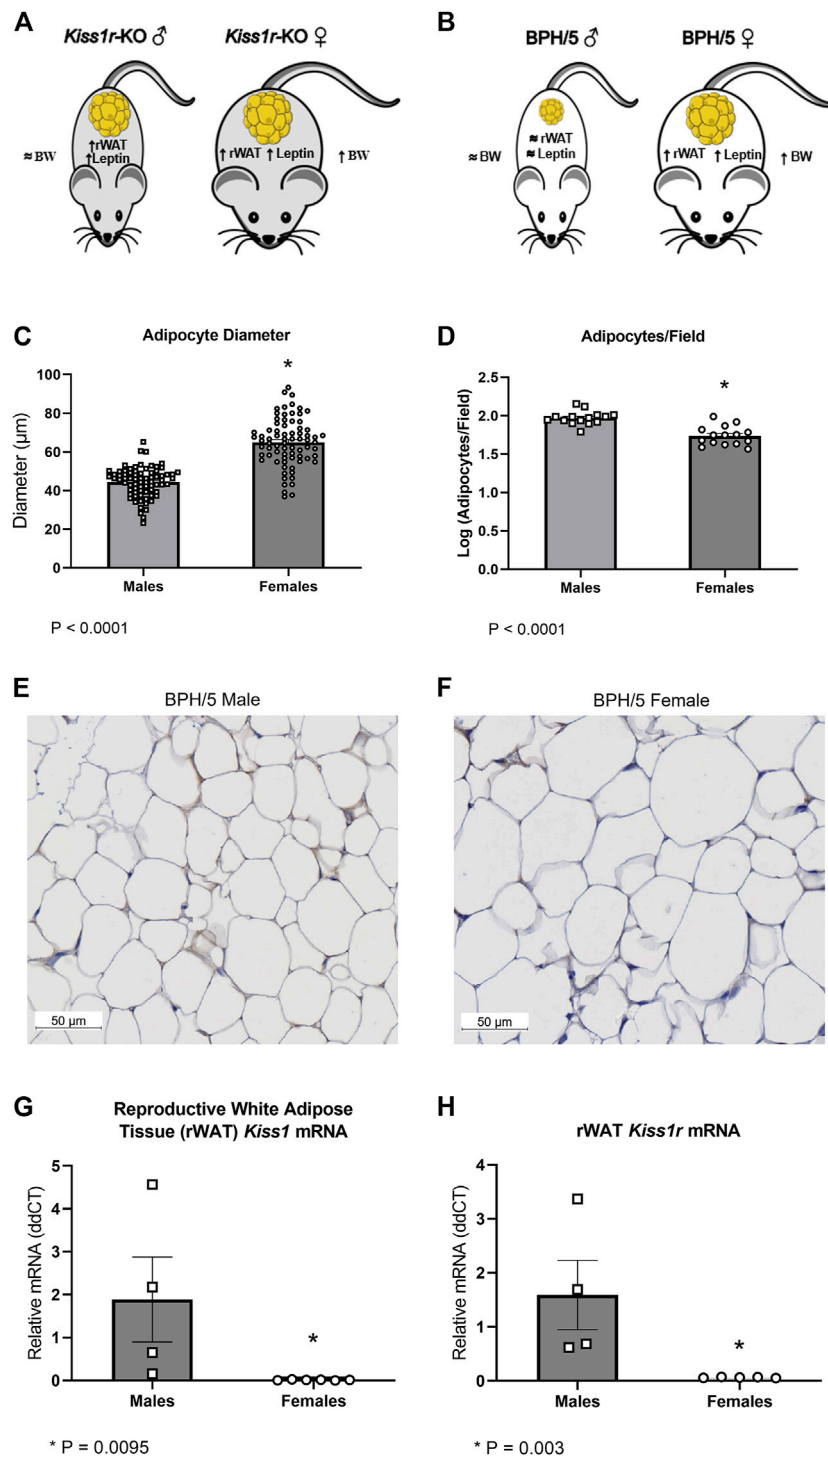 A
Kiss1r-KO ♂
Kiss1r-KO ♀
≈ BW
↑rWAT
↑Leptin
↑ rWAT ↑ Leptin
↑ BW
B
BPH/5 ♂
BPH/5 ♀
≈ BW
≈ rWAT
≈ Leptin
↑ rWAT ↑ Leptin
↑ BW
C
Adipocyte Diameter
Diameter (µm)
100
80
60
40
20
0
*
Males
Females
P < 0.0001
D
Adipocytes/Field
Log (Adipocytes/Field)
2.5
2.0
1.5
1.0
0.5
0.0
*
Males
Females
P < 0.0001
E
BPH/5 Male
50 µm
F
BPH/5 Female
50 µm
G
Reproductive White Adipose
Tissue (rWAT) Kiss1 mRNA
Relative mRNA (ddCT)
5
4
3
2
1
0
*
Males
Females
* P = 0.0095
H
rWAT Kiss1r mRNA
Relative mRNA (ddCT)
4
3
2
1
0
*
Males
Females
* P = 0.003